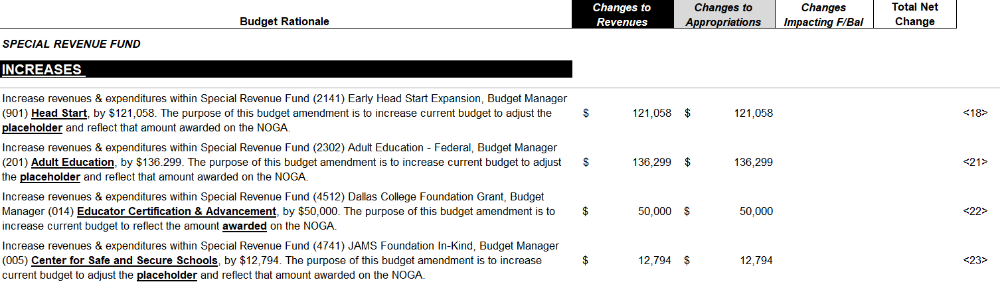 Budget Rationale Changes to Revenues Changes to Appropriations Changes Impacting F/Bal Total Net Change
SPECIAL REVENUE FUND
INCREASES
Increase revenues & expenditures within Special Revenue Fund (2141) Early Head Start Expansion, Budget Manager
(901) Head Start, by $121,058. The purpose of this budget amendment is to increase current budget to adjust the $ 121,058 $ 121,058 <18>
placeholder and reflect that amount awarded on the NOGA.
Increase revenues & expenditures within Special Revenue Fund (2302) Adult Education - Federal, Budget Manager
(201) Adult Education, by $136.299. The purpose of this budget amendment is to increase current budget to adjust $ 136,299 $ 136,299 <21>
the placeholder and reflect that amount awarded on the NOGA.
Increase revenues & expenditures within Special Revenue Fund (4512) Dallas College Foundation Grant, Budget
Manager (014) Educator Certification & Advancement, by $50,000. The purpose of this budget amendment is to $ 50,000 $ 50,000 <22>
increase current budget to reflect the amount awarded on the NOGA.
Increase revenues & expenditures within Special Revenue Fund (4741) JAMS Foundation In-Kind, Budget Manager
(005) Center for Safe and Secure Schools, by $12,794. The purpose of this budget amendment is to increase $ 12,794 $ 12,794 <23>
current budget to adjust the placeholder and reflect that amount awarded on the NOGA.